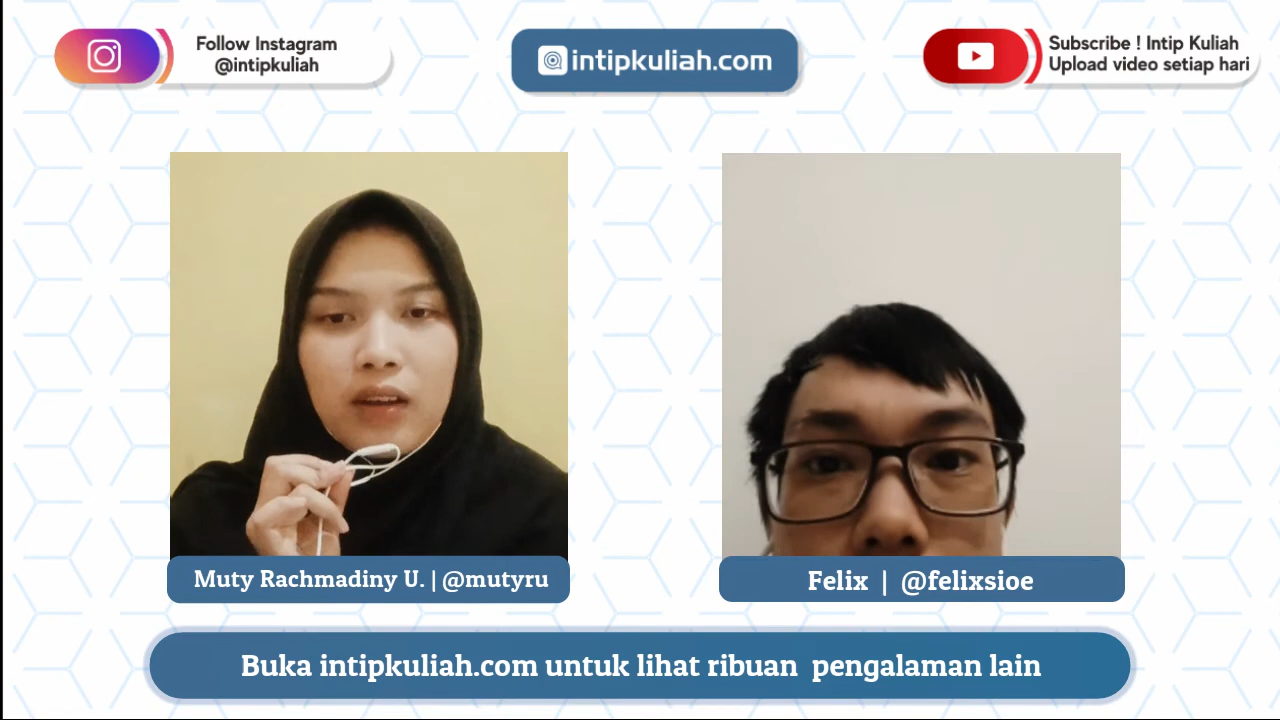 Follow Instagram
@intipkuliah
intipkuliah.com
Subscribe ! Intip Kuliah
Upload video setiap hari
Muty Rachmadiny U. | @mutyru
Felix | @felixsioe
Buka intipkuliah.com untuk lihat ribuan pengalaman lain